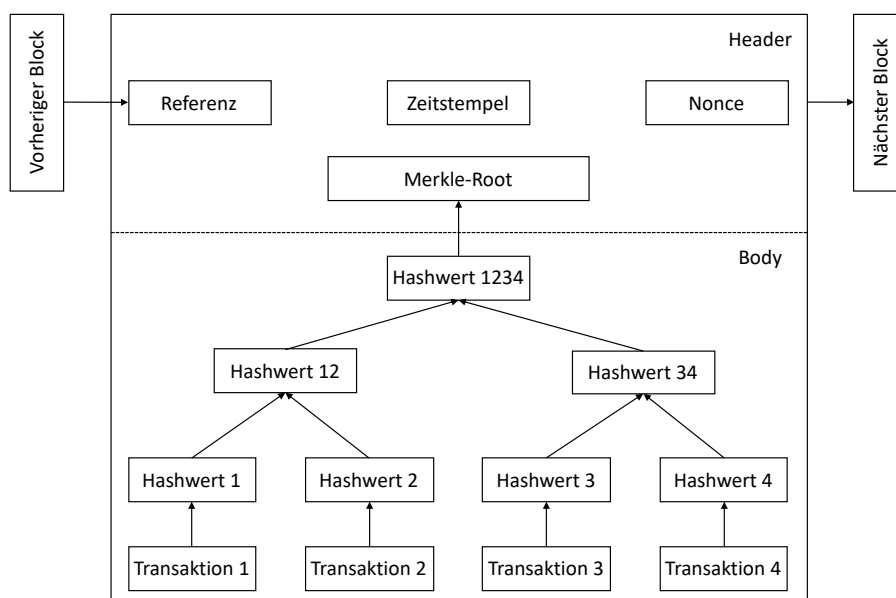 Vorheriger Block
Header
Nächster Block
Referenz
Zeitstempel
Nonce
Merkle-Root
Body
Hashwert 1234
Hashwert 12
Hashwert 34
Hashwert 1
Hashwert 2
Hashwert 3
Hashwert 4
Transaktion 1
Transaktion 2
Transaktion 3
Transaktion 4